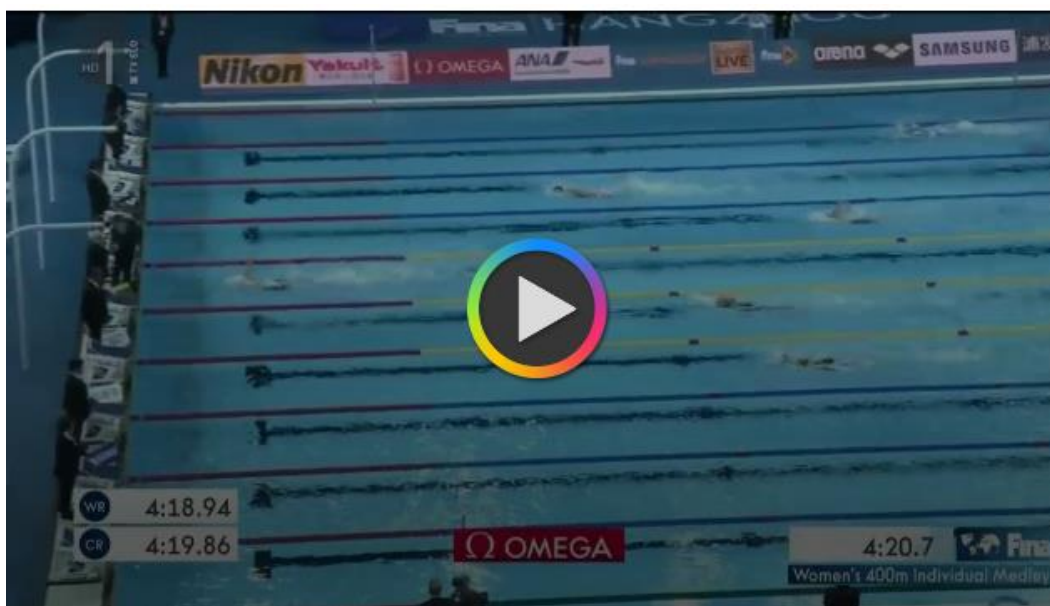 Fina HANGZHOU
HD 1
Nikon Yakult Ω OMEGA ANA LIVE arena SAMSUNG
WR 4:18.94
CR 4:19.86
Ω OMEGA
4:20.7 Fina
Women's 400m Individual Medley